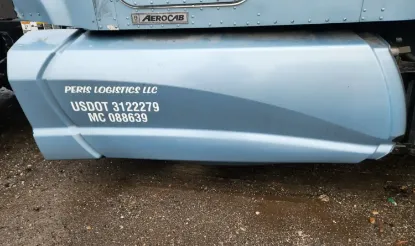 AEROCAB
PERIS LOGISTICS LLC
USDOT 3122279
MC 088639